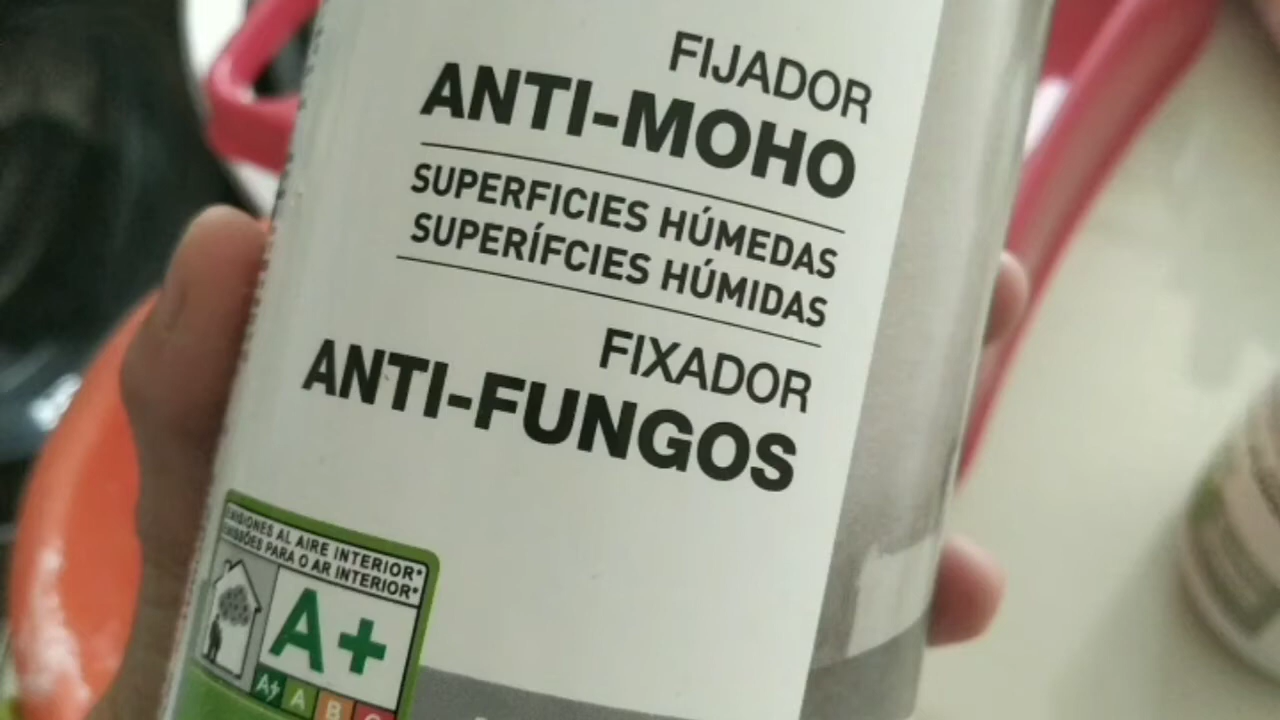 FIJADOR
ANTI-MOHO
SUPERFICIES HÚMEDAS
SUPERÍFCIES HÚMIDAS
FIXADOR
ANTI-FUNGOS
EMISIONES AL AIRE INTERIOR*
EMISSÕES PARA O AR INTERIOR*
A+
A+ A B C